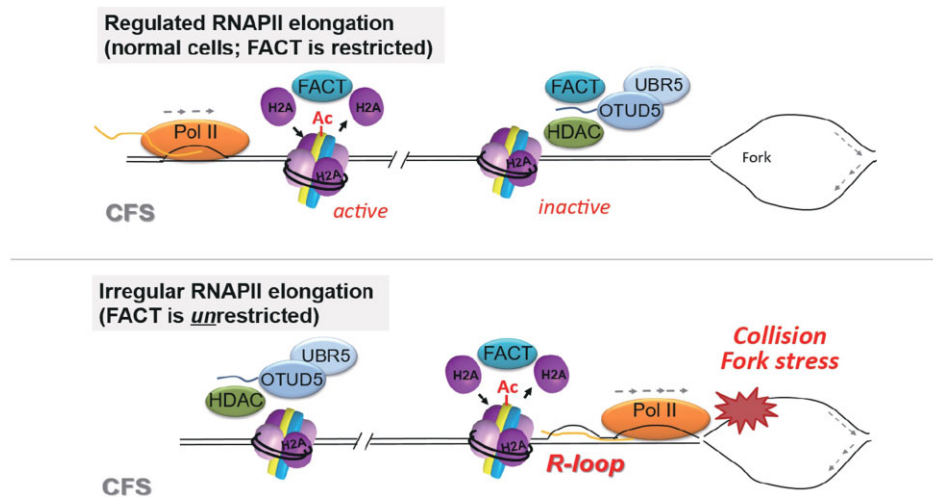 Regulated RNAPII elongation
(normal cells; FACT is restricted)
FACT
H2A
H2A
Ac
Pol II
H2A
active
FACT
UBR5
OTUD5
HDAC
H2A
inactive
Fork
CFS
Irregular RNAPII elongation
(FACT is unrestricted)
UBR5
OTUD5
HDAC
H2A
FACT
H2A
H2A
Ac
H2A
Pol II
R-loop
Collision
Fork stress
CFS